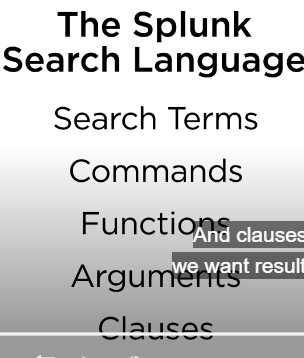 The Splunk
Search Language
Search Terms
Commands
Functions
And clauses
we want result
Arguments
Clauses